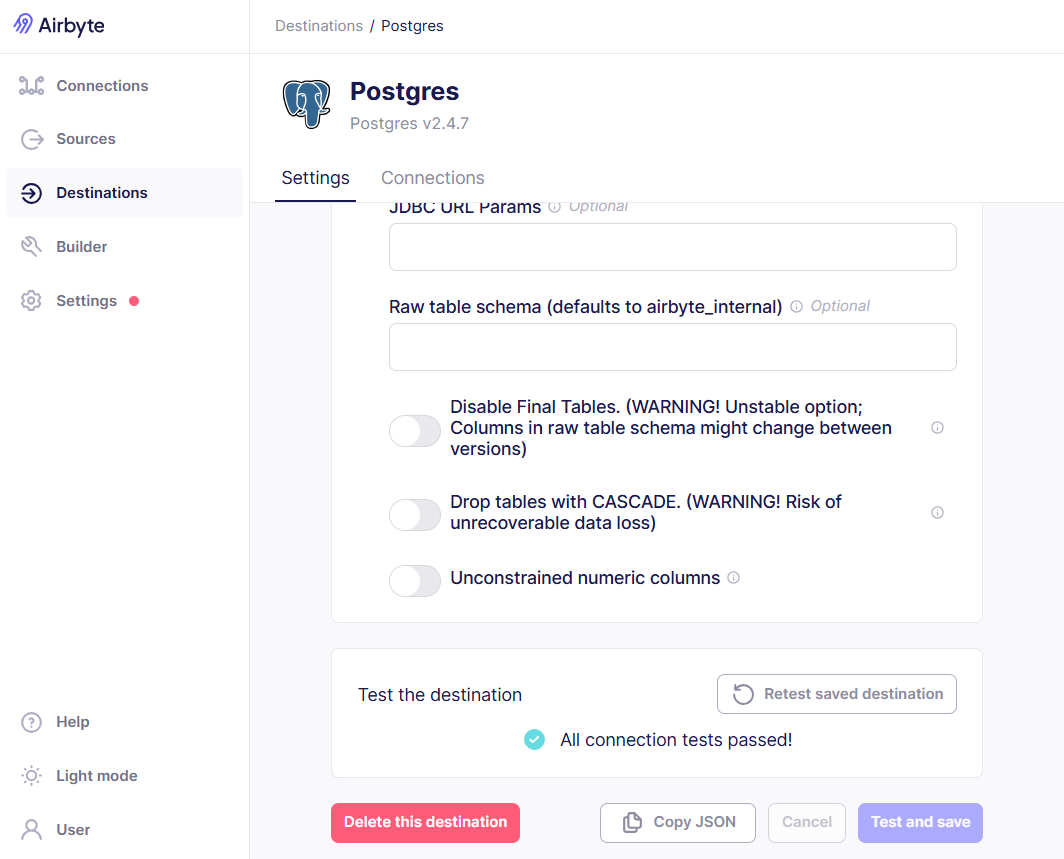 Airbyte
Connections
Sources
Destinations
Builder
Settings
Help
Light mode
User
Destinations / Postgres
Postgres
Postgres v2.4.7
Settings
Connections
JDBC URL Params Optional
Raw table schema (defaults to airbyte_internal) Optional
Disable Final Tables. (WARNING! Unstable option;
Columns in raw table schema might change between
versions)
Drop tables with CASCADE. (WARNING! Risk of
unrecoverable data loss)
Unconstrained numeric columns
Test the destination
Retest saved destination
All connection tests passed!
Delete this destination
Copy JSON
Cancel
Test and save